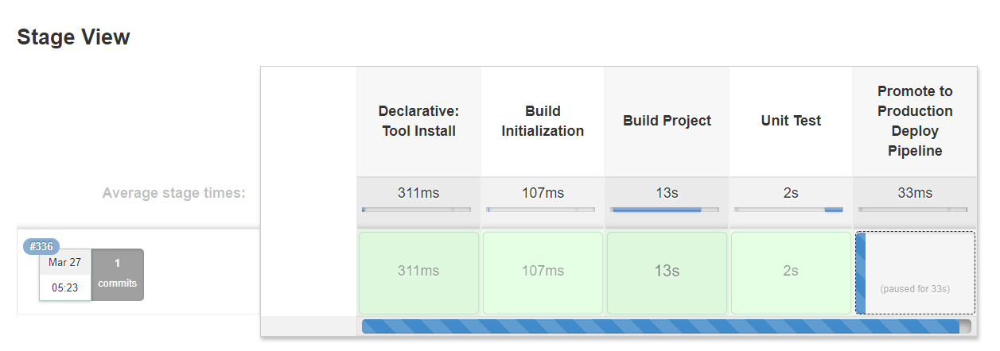 Stage View
Declarative:
Tool Install
Build
Initialization
Build Project
Unit Test
Promote to
Production
Deploy
Pipeline
Average stage times:
311ms
107ms
13s
2s
33ms
#336
Mar 27
05:23
1
commits
311ms
107ms
13s
2s
(paused for 33s)